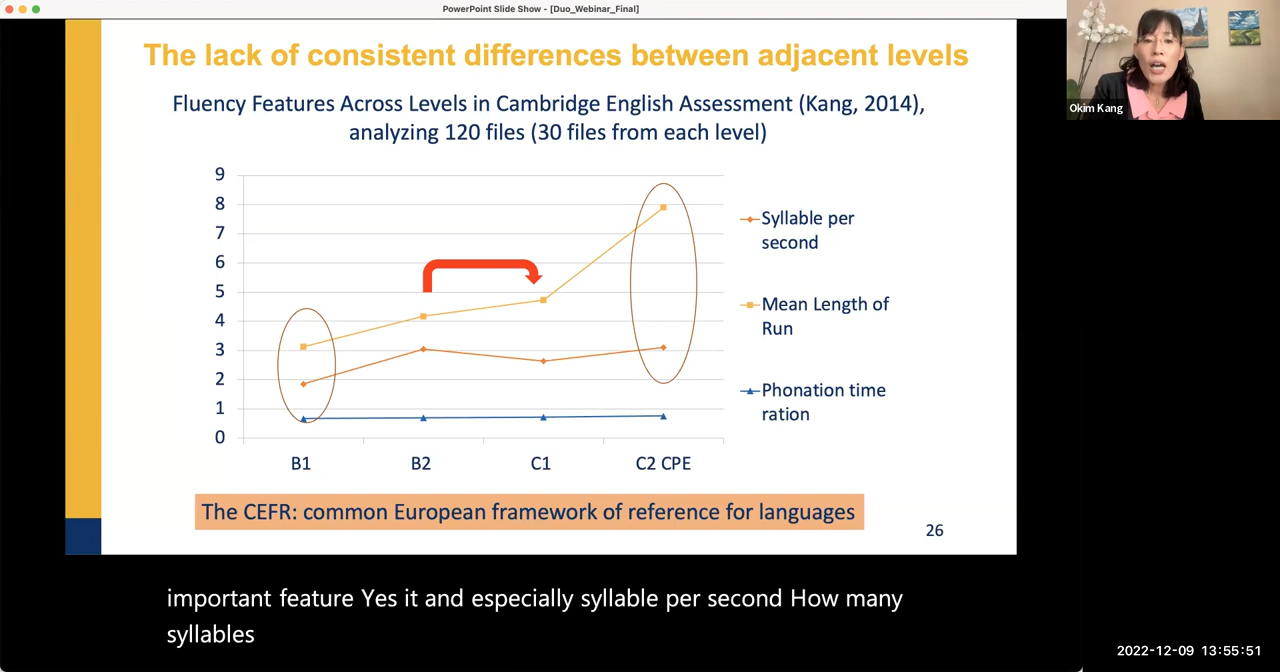 PowerPoint Slide Show - [Duo_Webinar_Final]
The lack of consistent differences between adjacent levels
Fluency Features Across Levels in Cambridge English Assessment (Kang, 2014),
analyzing 120 files (30 files from each level)
9
8
7
6
5
4
3
2
1
0
B1
B2
C1
C2 CPE
Syllable per
second
Mean Length of
Run
Phonation time
ration
The CEFR: common European framework of reference for languages
26
Okim Kang
important feature Yes it and especially syllable per second How many
syllables
2022-12-09 13:55:51